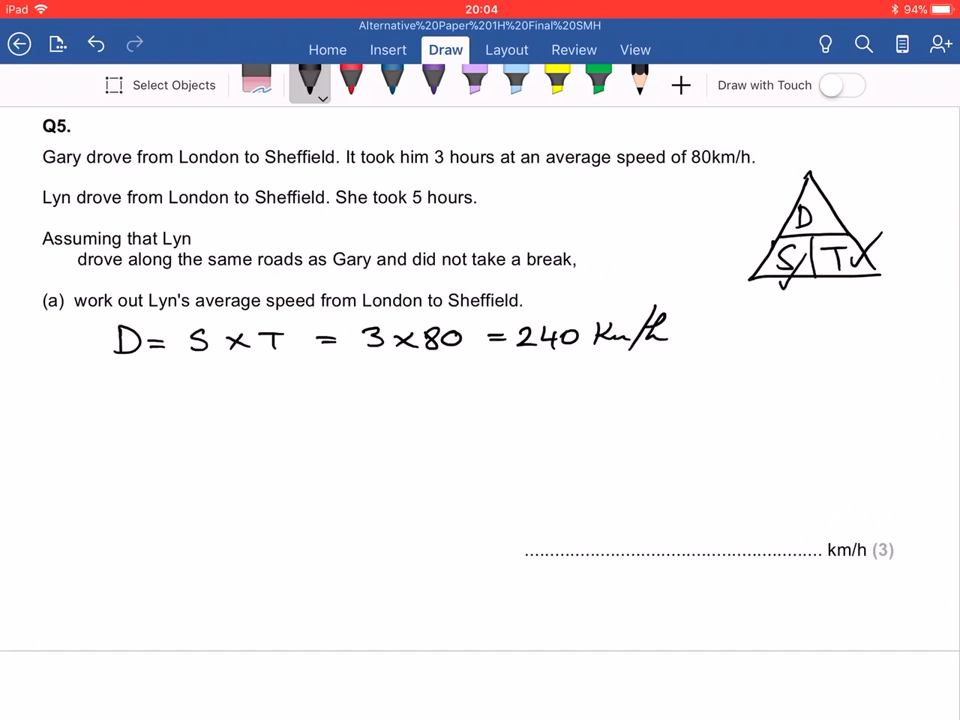 iPad 20:04 94%
Alternative%20Paper%201H%20Final%20SMH
Home Insert Draw Layout Review View
Select Objects Draw with Touch
Q5.
Gary drove from London to Sheffield. It took him 3 hours at an average speed of 80km/h.
Lyn drove from London to Sheffield. She took 5 hours.
Assuming that Lyn
drove along the same roads as Gary and did not take a break,
(a) work out Lyn's average speed from London to Sheffield.
D
S T
D = S × T = 3 × 80 = 240 Km/h
........................................................... km/h (3)